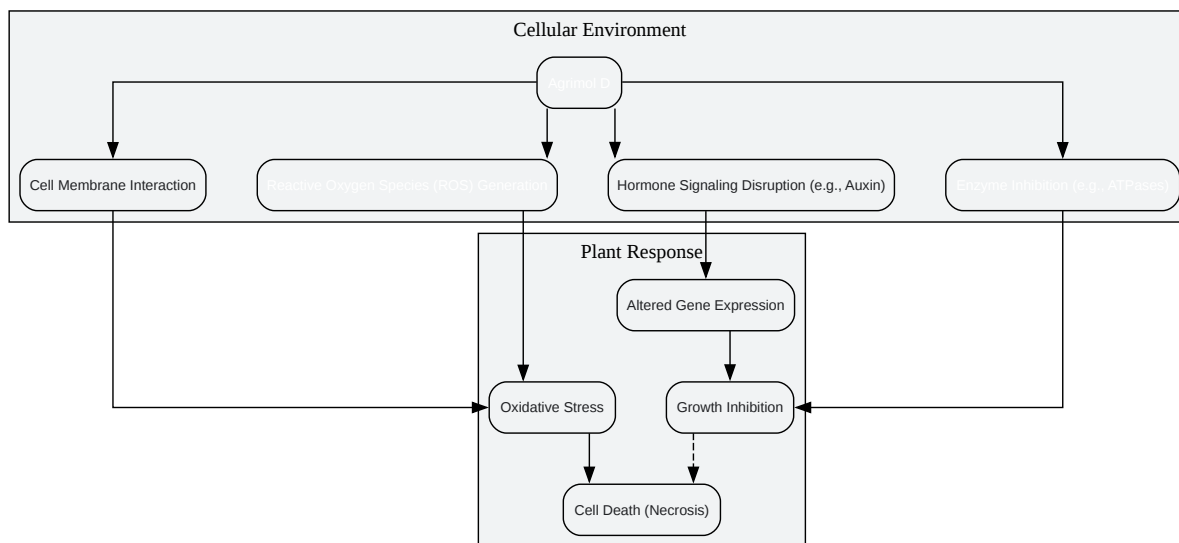 Cellular Environment
Agrimol D
Cell Membrane Interaction
Reactive Oxygen Species (ROS) Generation
Hormone Signaling Disruption (e.g., Auxin)
Enzyme Inhibition (e.g., ATPases)
Plant Response
Altered Gene Expression
Oxidative Stress
Growth Inhibition
Cell Death (Necrosis)